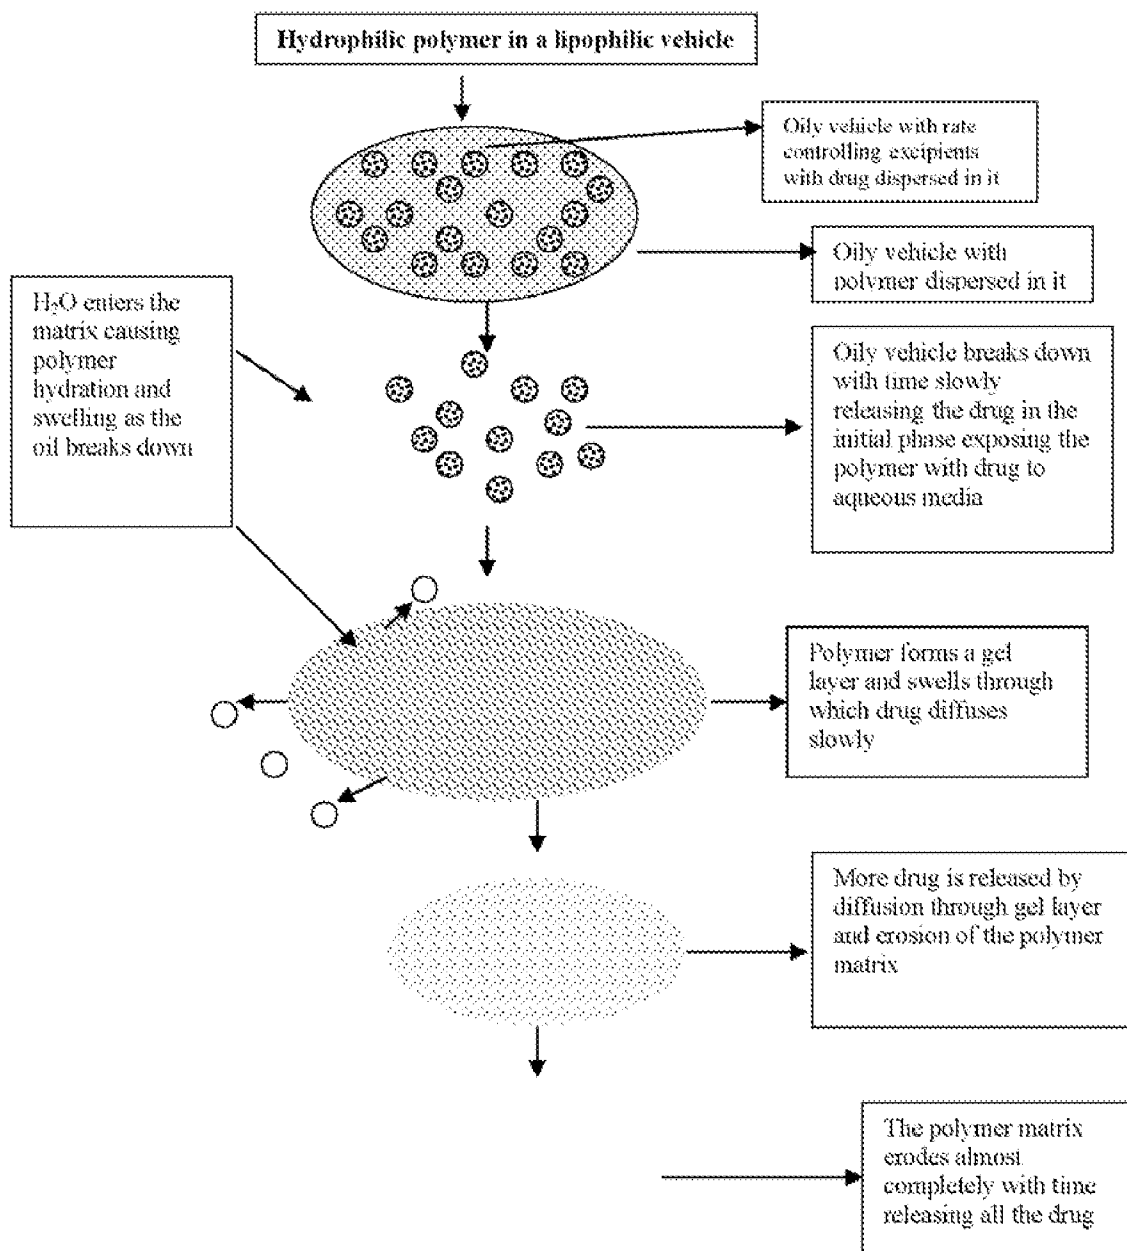 Hydrophilic polymer in a lipophilic vehicle
Oily vehicle with rate
controlling excipients
with drug dispersed in it
Oily vehicle with
polymer dispersed in it
H₂O enters the
matrix causing
polymer
hydration and
swelling as the
oil breaks down
Oily vehicle breaks down
with time slowly
releasing the drug in the
initial phase exposing the
polymer with drug to
aqueous media
Polymer forms a gel
layer and swells through
which drug diffuses
slowly
More drug is released by
diffusion through gel layer
and erosion of the polymer
matrix
The polymer matrix
erodes almost
completely with time
releasing all the drug